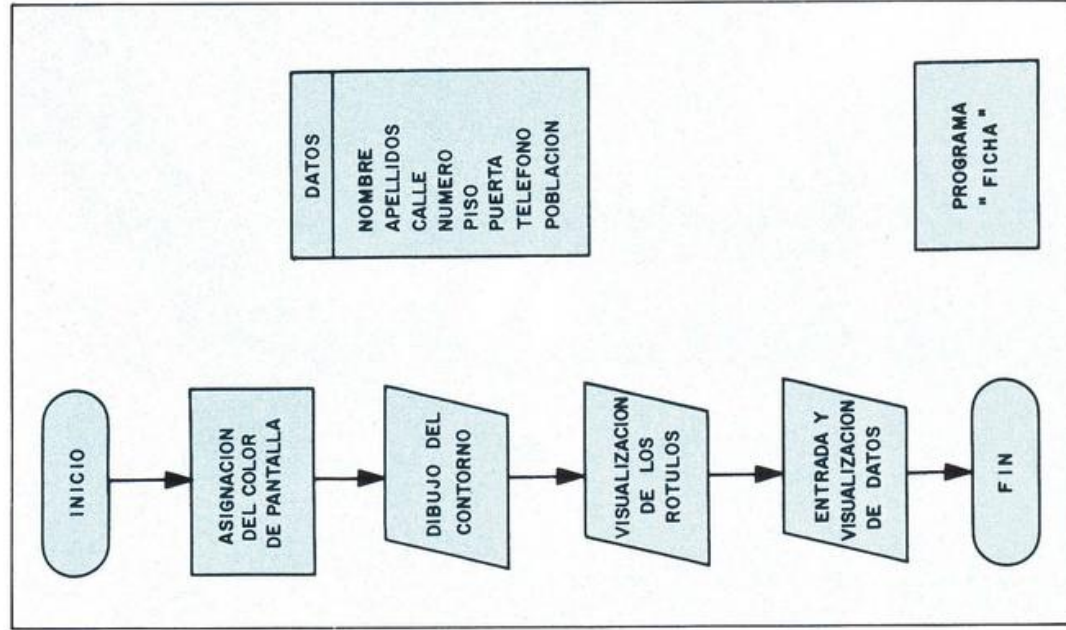 INICIO
ASIGNACION
DEL COLOR
DE PANTALLA
DIBUJO DEL
CONTORNO
VISUALIZACION
DE LOS
ROTULOS
ENTRADA Y
VISUALIZACION
DE DATOS
FIN
DATOS
NOMBRE
APELLIDOS
CALLE
NUMERO
PISO
PUERTA
TELEFONO
POBLACION
PROGRAMA
" FICHA "